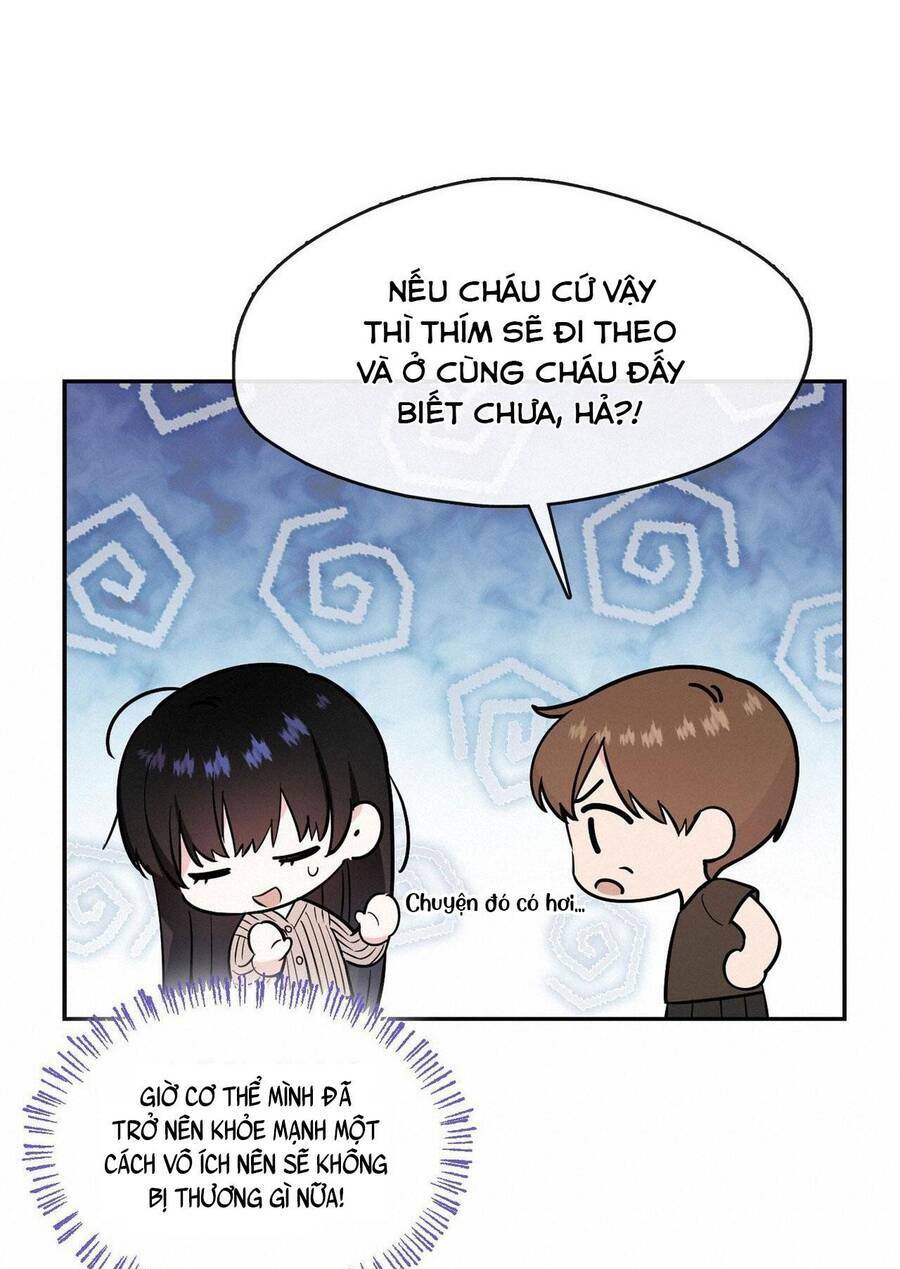 NẾU CHÁU CỨ VẬY
THÌ THÍM SẼ ĐI THEO
VÀ Ở CÙNG CHÁU ĐẤY
BIẾT CHƯA, HẢ?!
Chuyện đó có hơi...
GIỜ CƠ THỂ MÌNH ĐÃ
TRỞ NÊN KHỎE MẠNH MỘT
CÁCH VÔ ÍCH NÊN SẼ KHÔNG
BỊ THƯƠNG GÌ NỮA!